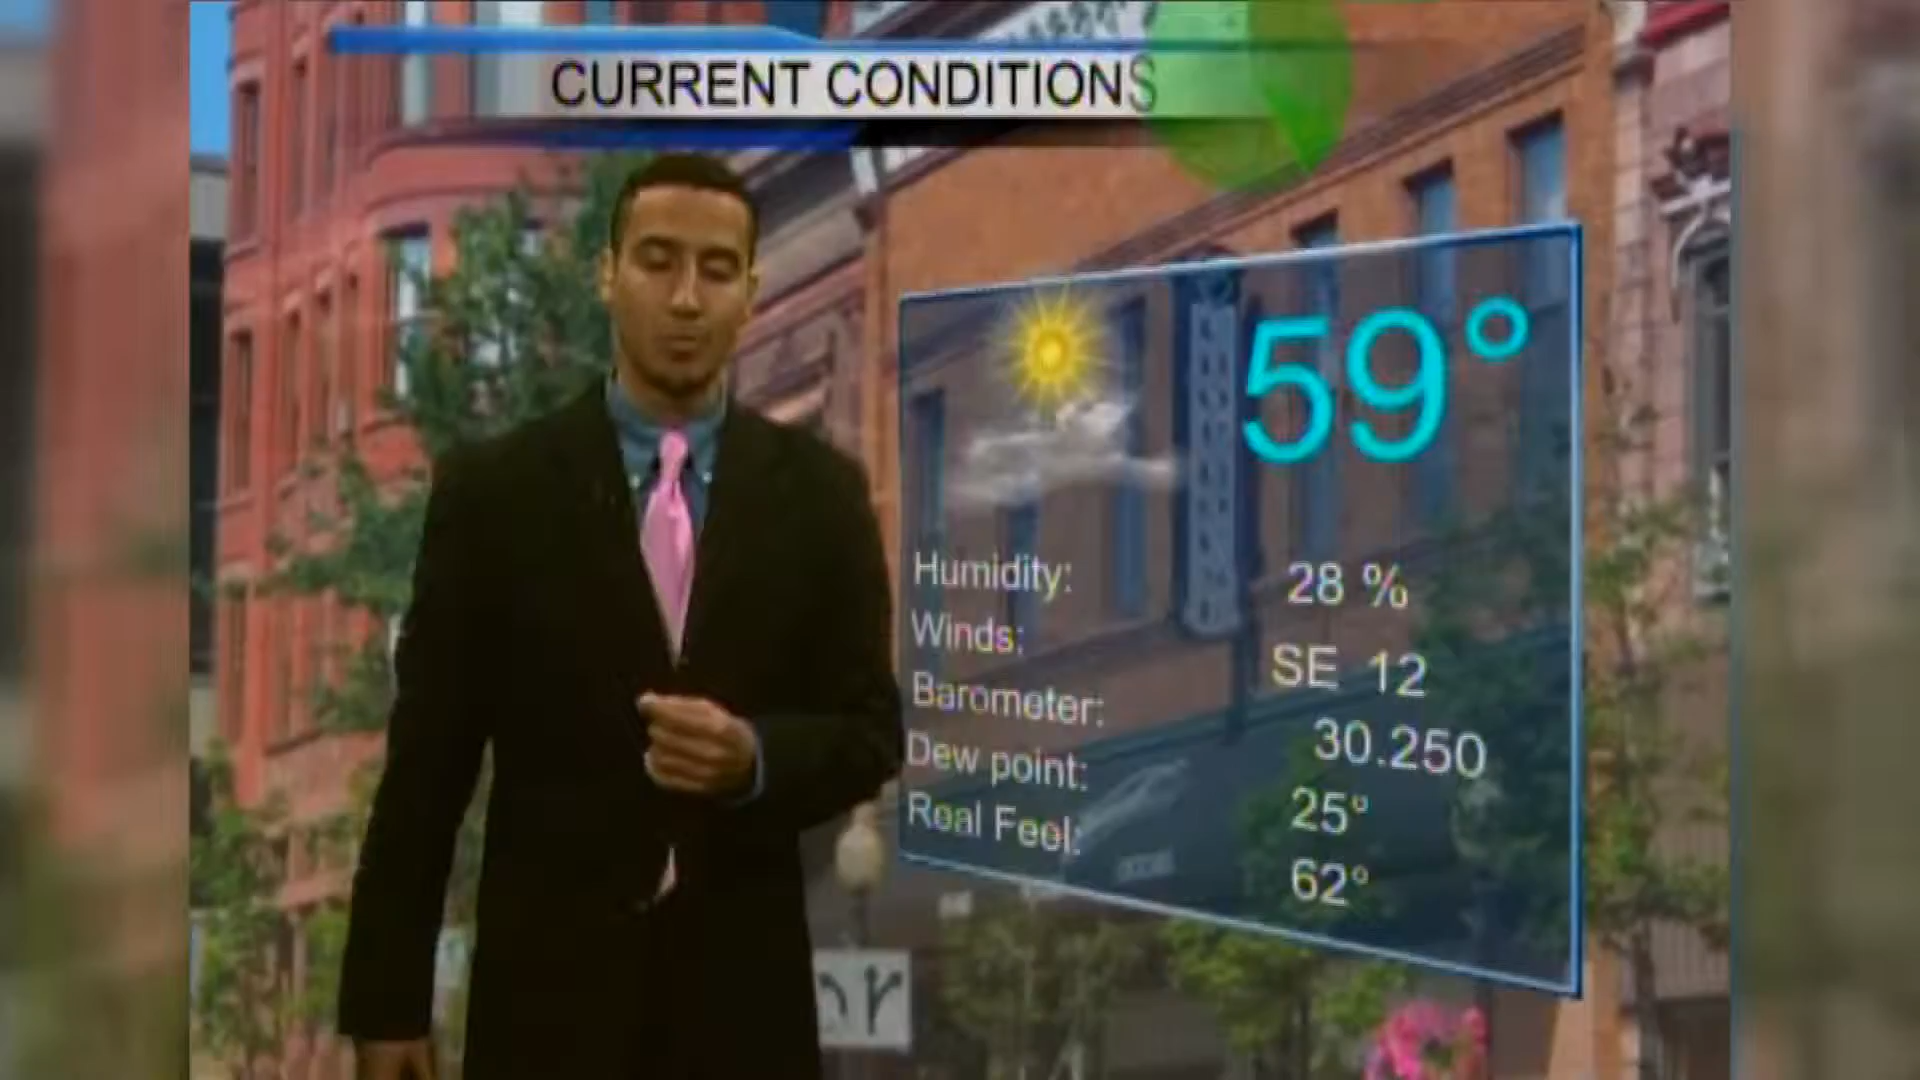 CURRENT CONDITIONS
59°
Humidity: 28 %
Winds: SE 12
Barometer: 30.250
Dew point: 25°
Real Feel: 62°